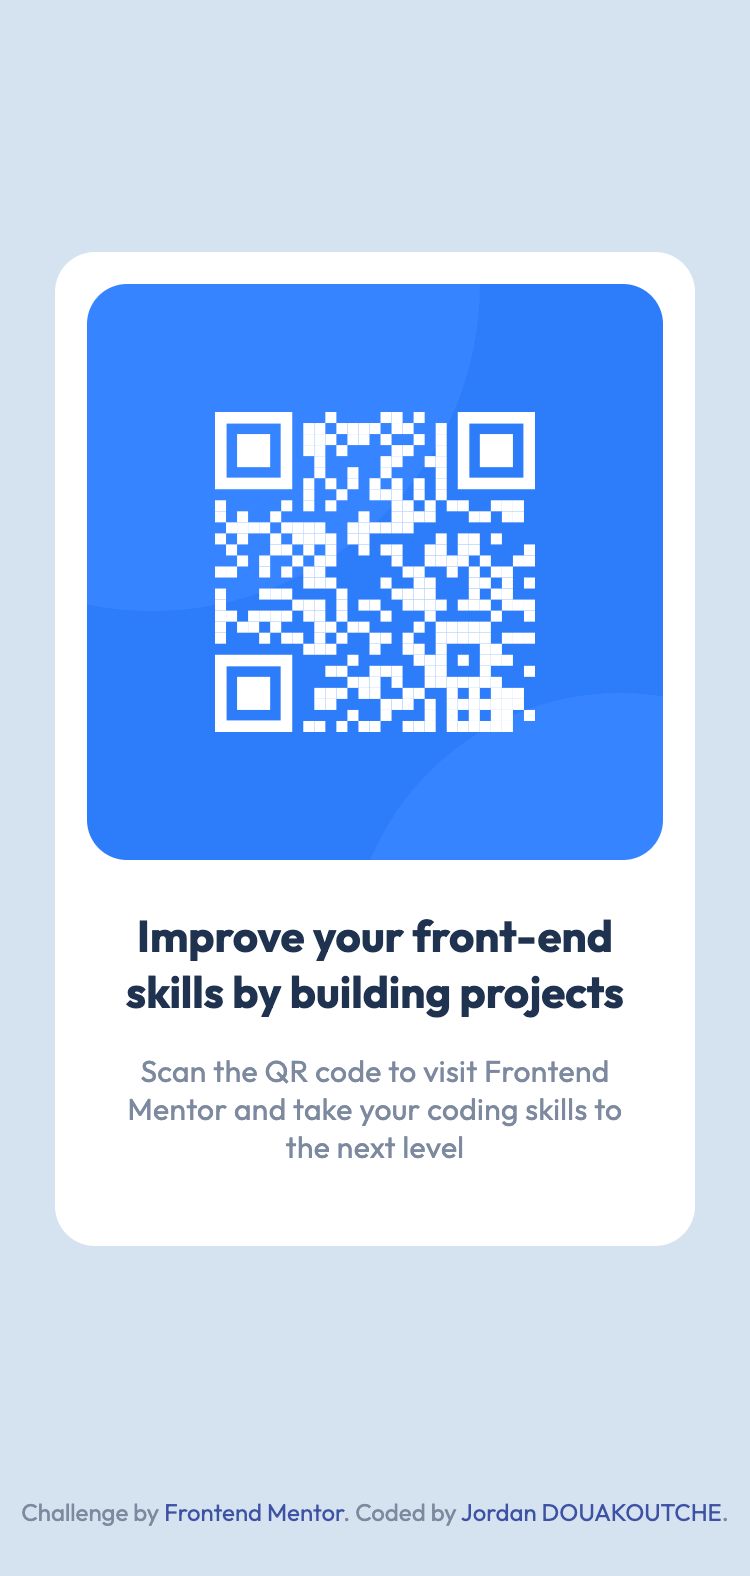 Improve your front-end
skills by building projects
Scan the QR code to visit Frontend
Mentor and take your coding skills to
the next level
Challenge by Frontend Mentor. Coded by Jordan DOUAKOUTCHE.